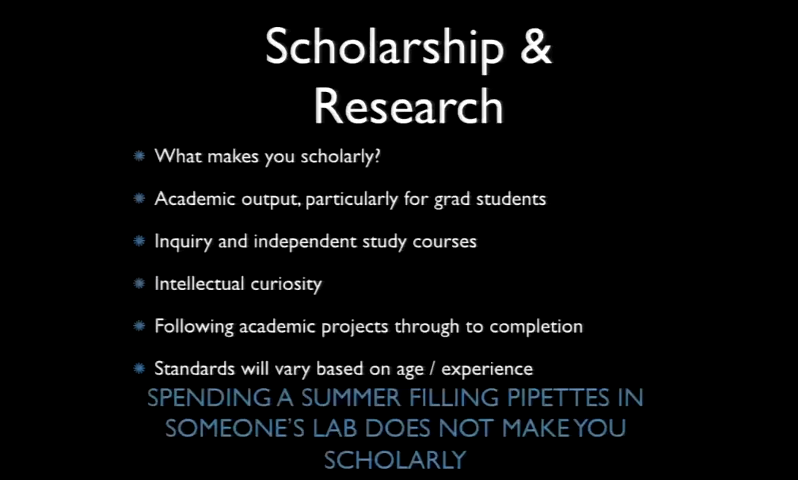 Scholarship &
Research
What makes you scholarly?
Academic output, particularly for grad students
Inquiry and independent study courses
Intellectual curiosity
Following academic projects through to completion
Standards will vary based on age / experience
SPENDING A SUMMER FILLING PIPETTES IN
SOMEONE'S LAB DOES NOT MAKE YOU
SCHOLARLY